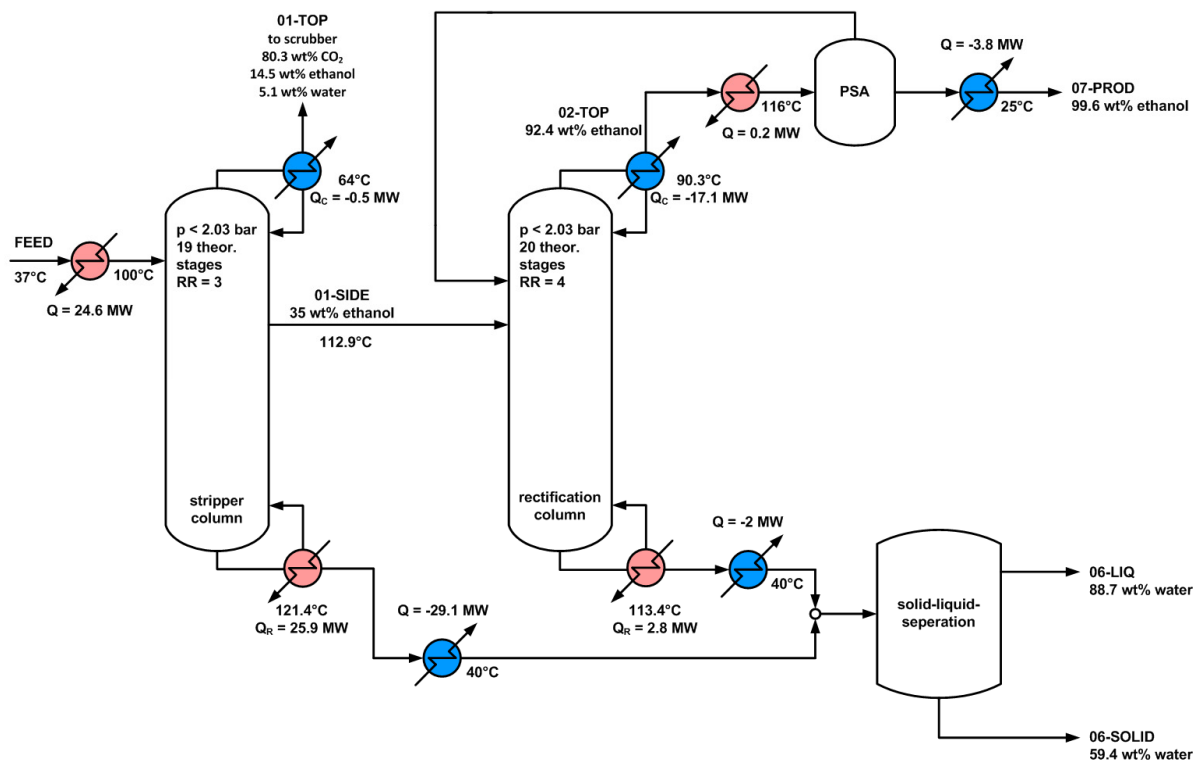 01-TOP
to scrubber
80.3 wt% CO₂
14.5 wt% ethanol
5.1 wt% water
64°C
Q_C = -0.5 MW
FEED
37°C
100°C
Q = 24.6 MW
p < 2.03 bar
19 theor.
stages
RR = 3
stripper
column
01-SIDE
35 wt% ethanol
112.9°C
121.4°C
Q_R = 25.9 MW
Q = -29.1 MW
40°C
02-TOP
92.4 wt% ethanol
90.3°C
Q_C = -17.1 MW
p < 2.03 bar
20 theor.
stages
RR = 4
rectification
column
113.4°C
Q_R = 2.8 MW
Q = -2 MW
40°C
116°C
Q = 0.2 MW
PSA
Q = -3.8 MW
25°C
07-PROD
99.6 wt% ethanol
solid-liquid-
seperation
06-LIQ
88.7 wt% water
06-SOLID
59.4 wt% water